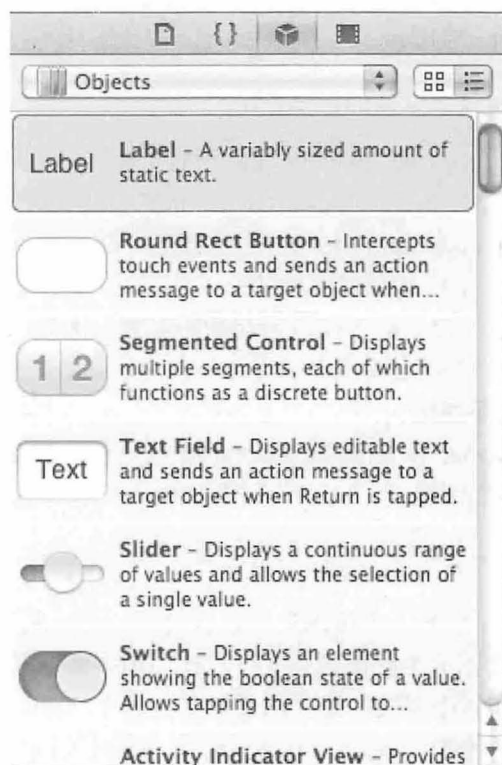 { }
Objects
Label
Label – A variably sized amount of
static text.
Round Rect Button – Intercepts
touch events and sends an action
message to a target object when...
1 2
Segmented Control – Displays
multiple segments, each of which
functions as a discrete button.
Text
Text Field – Displays editable text
and sends an action message to a
target object when Return is tapped.
Slider – Displays a continuous range
of values and allows the selection of
a single value.
Switch – Displays an element
showing the boolean state of a value.
Allows tapping the control to...
Activity Indicator View – Provides